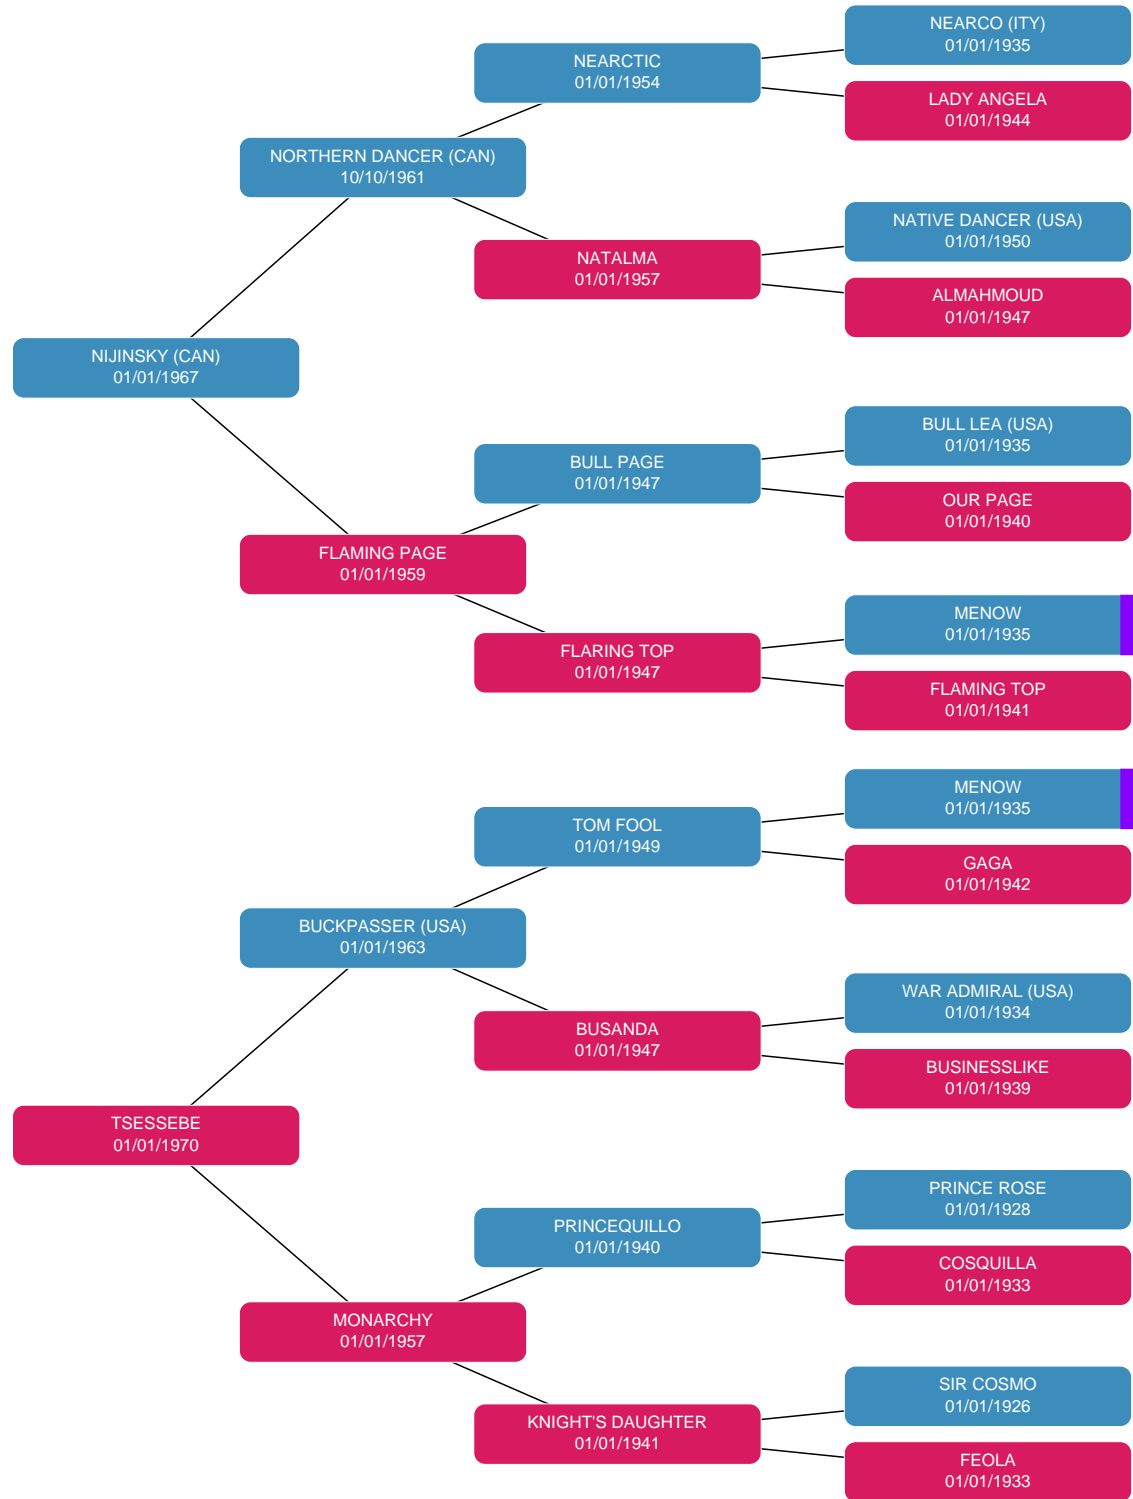 NEARCO (ITY)
01/01/1935
NEARCTIC
01/01/1954
LADY ANGELA
01/01/1944
NORTHERN DANCER (CAN)
10/10/1961
NATIVE DANCER (USA)
01/01/1950
NATALMA
01/01/1957
ALMAHMOUD
01/01/1947
NIJINSKY (CAN)
01/01/1967
BULL LEA (USA)
01/01/1935
BULL PAGE
01/01/1947
OUR PAGE
01/01/1940
FLAMING PAGE
01/01/1959
MENOW
01/01/1935
FLARING TOP
01/01/1947
FLAMING TOP
01/01/1941
MENOW
01/01/1935
TOM FOOL
01/01/1949
GAGA
01/01/1942
BUCKPASSER (USA)
01/01/1963
WAR ADMIRAL (USA)
01/01/1934
BUSANDA
01/01/1947
BUSINESSLIKE
01/01/1939
TSESSEBE
01/01/1970
PRINCE ROSE
01/01/1928
PRINCEQUILLO
01/01/1940
COSQUILLA
01/01/1933
MONARCHY
01/01/1957
SIR COSMO
01/01/1926
KNIGHT'S DAUGHTER
01/01/1941
FEOLA
01/01/1933